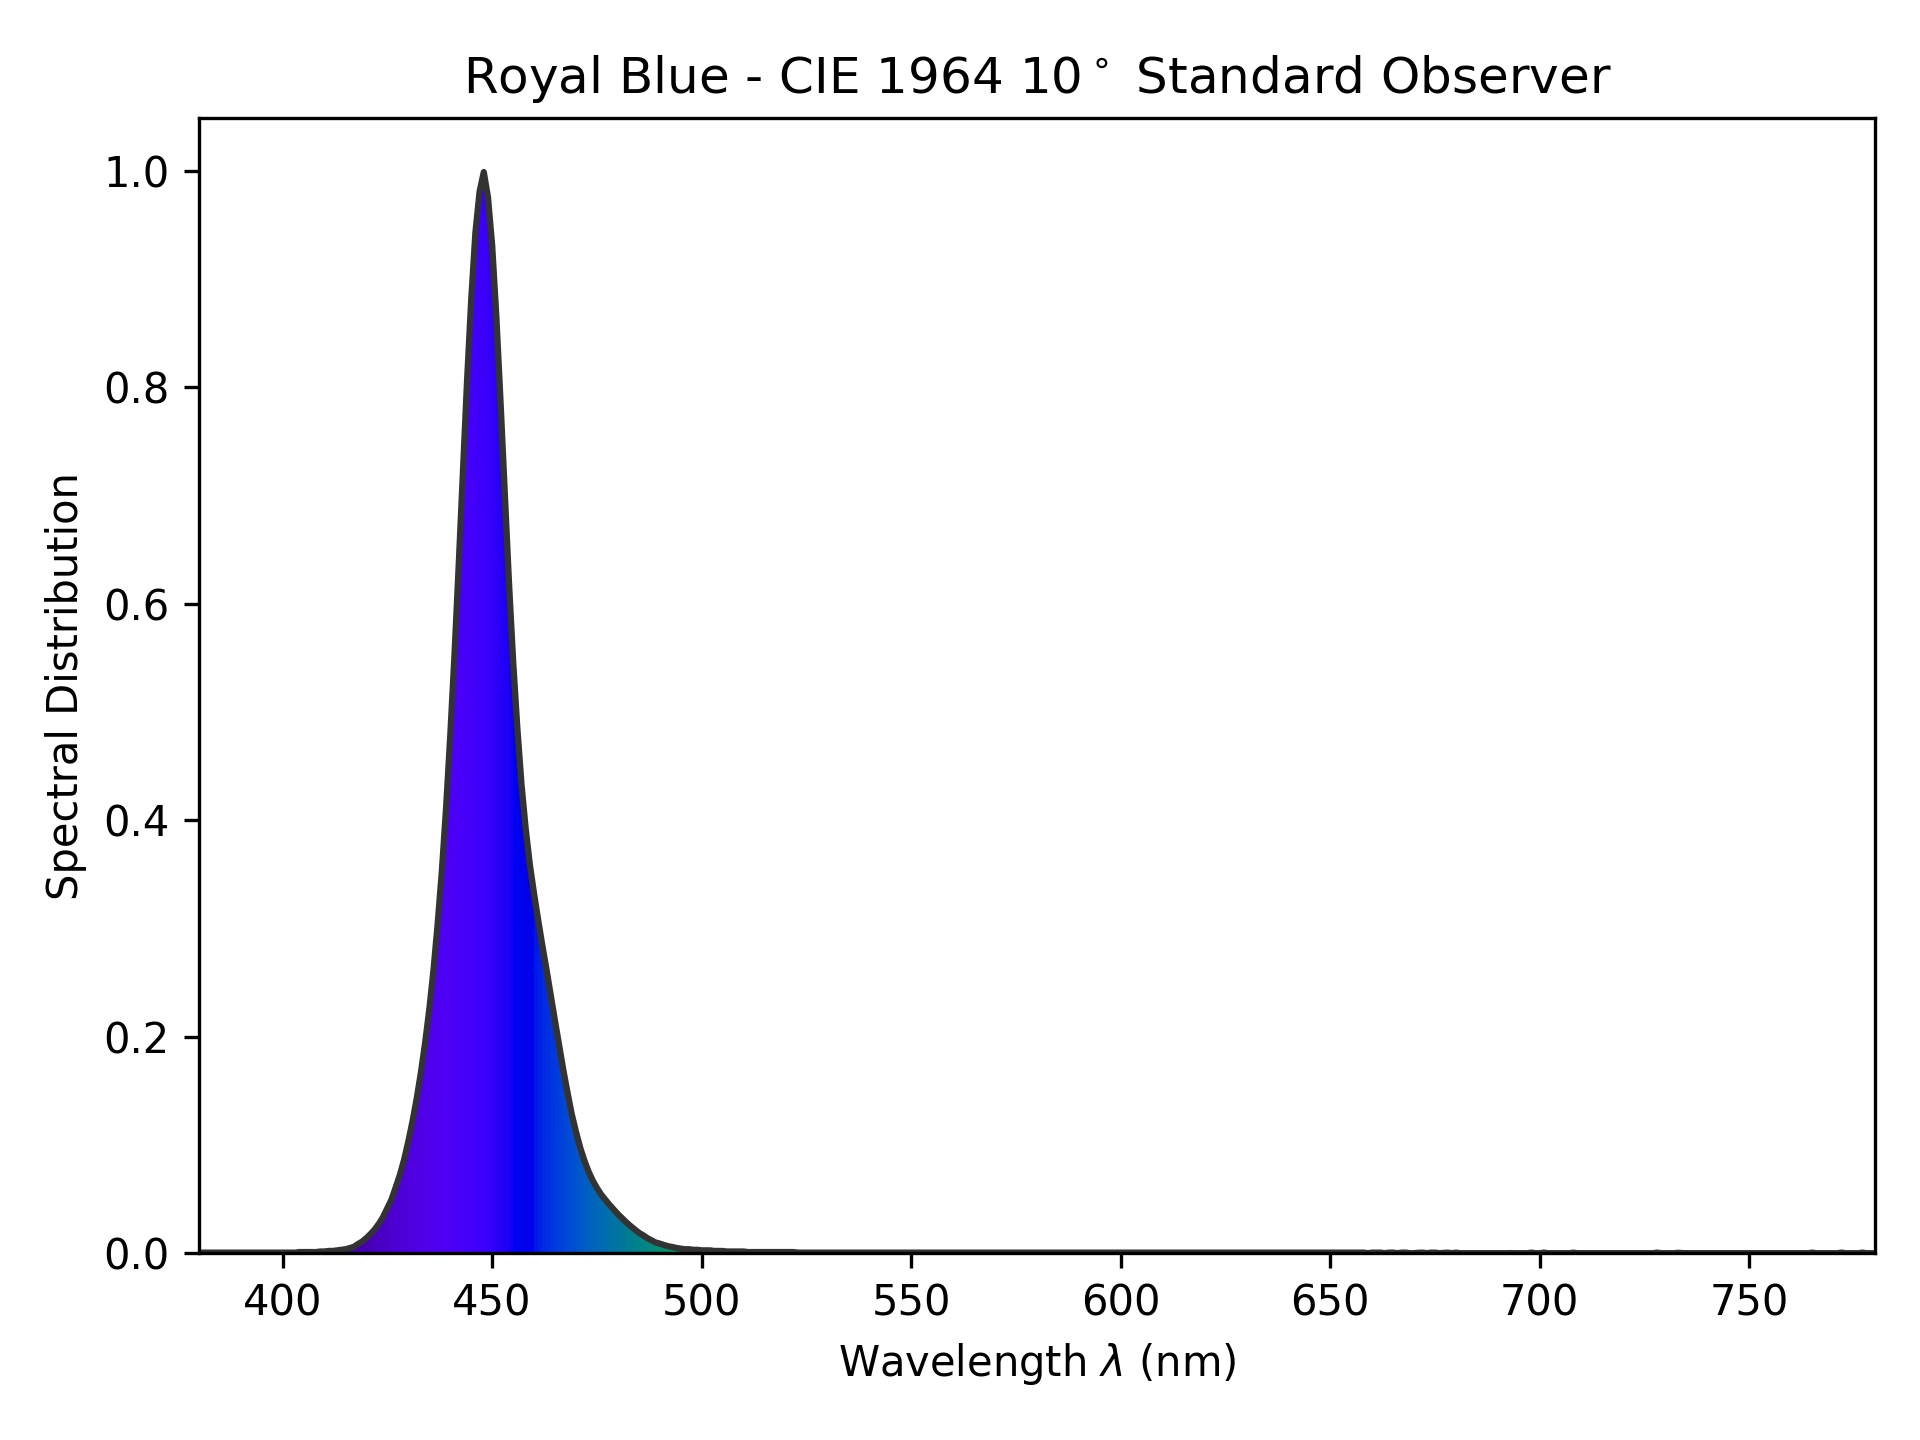 Royal Blue - CIE 1964 10° Standard Observer
1.0
0.8
0.6
0.4
0.2
0.0
Spectral Distribution
400 450 500 550 600 650 700 750
Wavelength λ (nm)